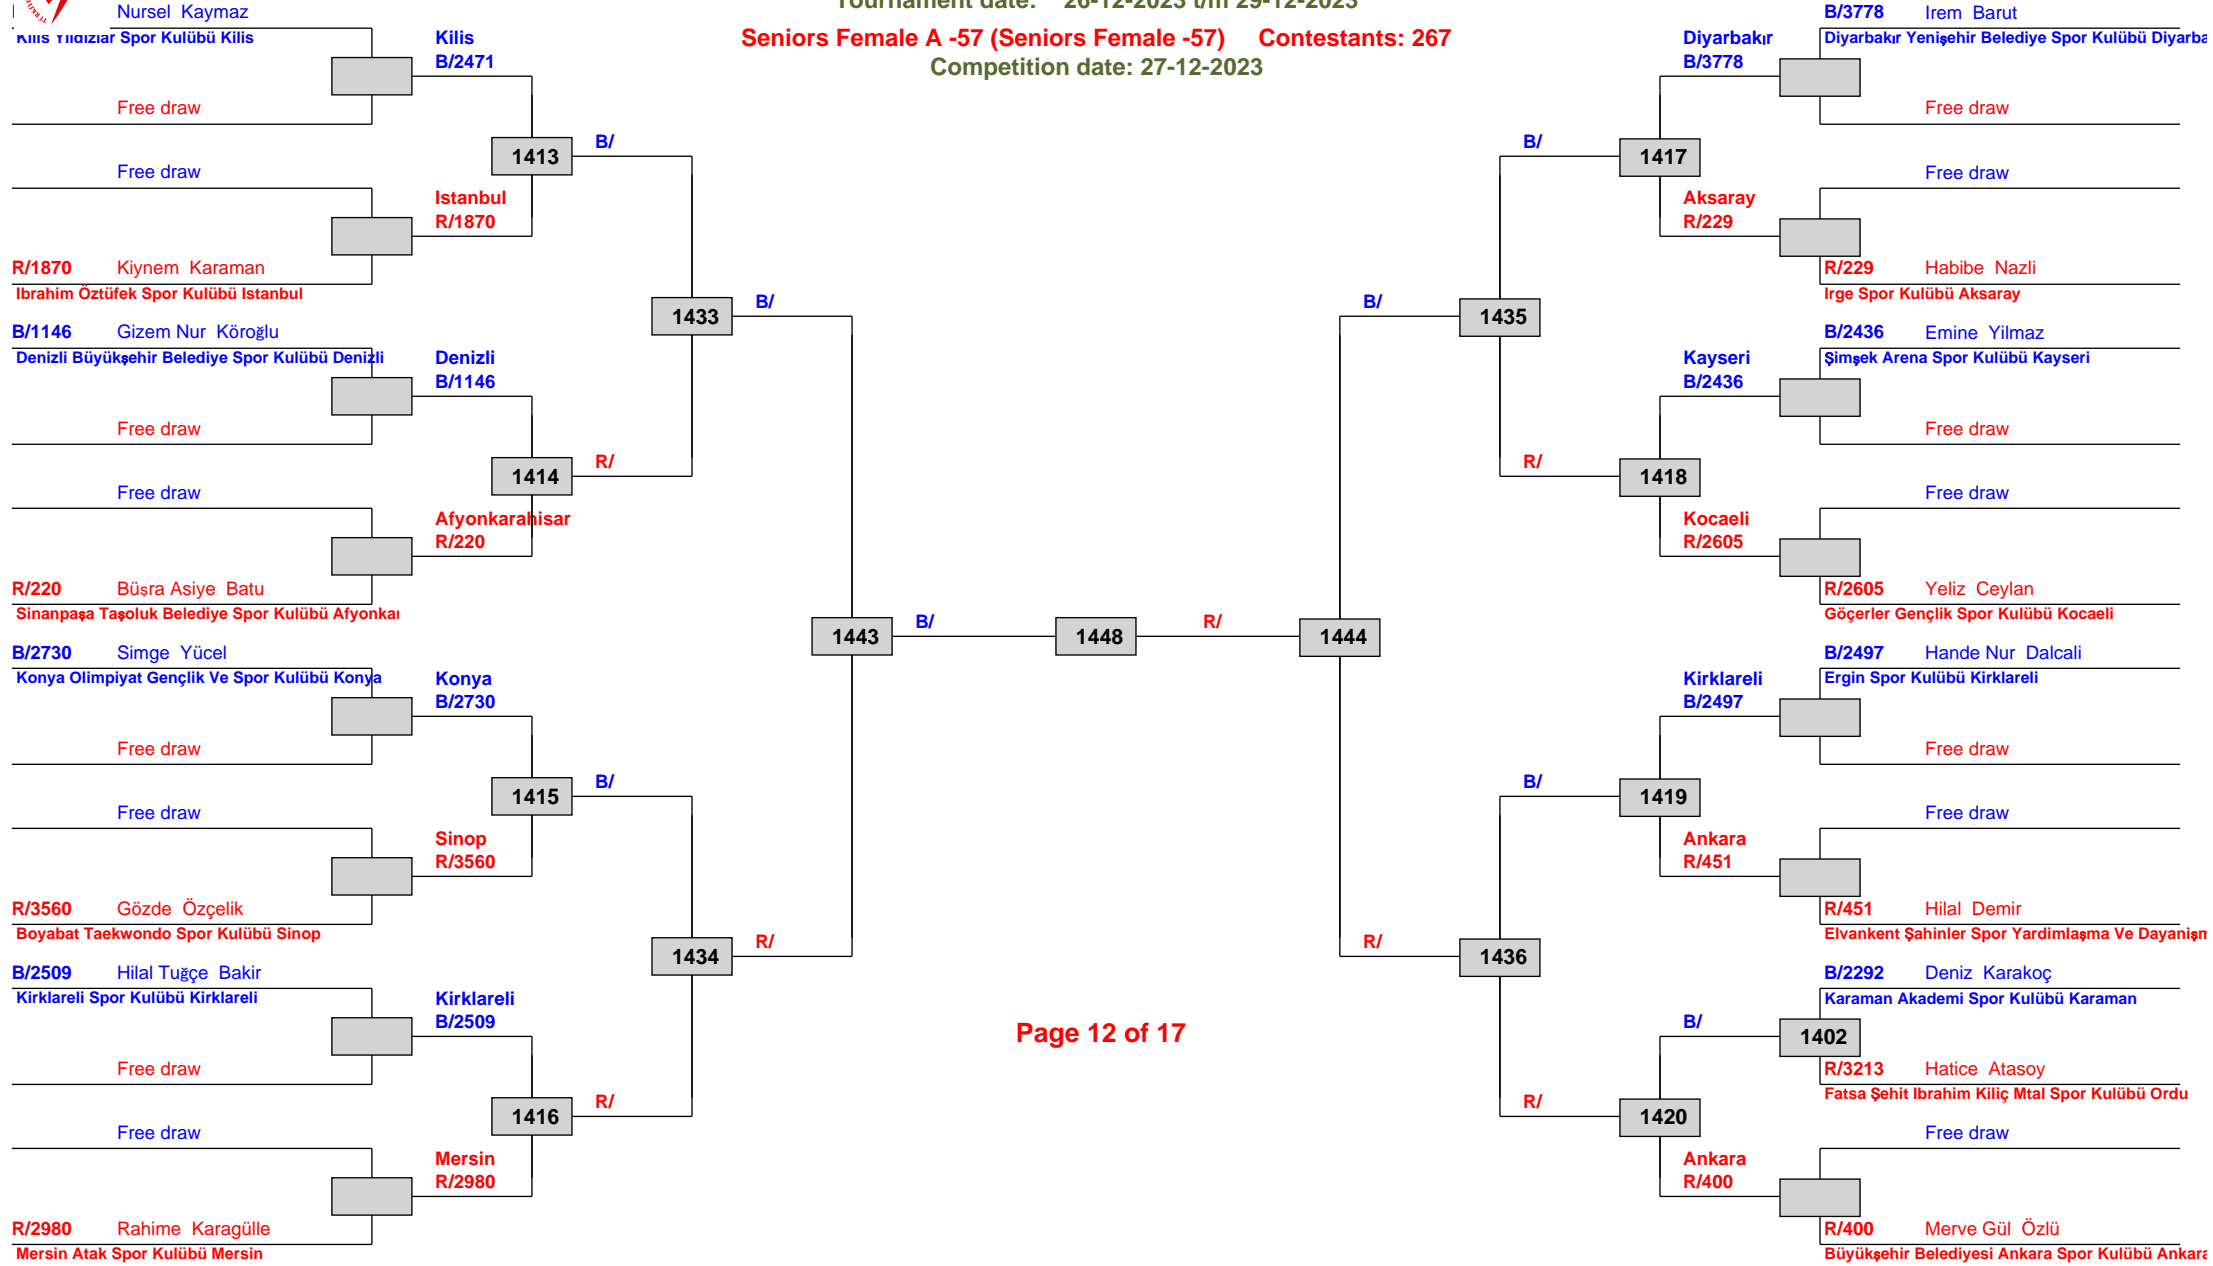 Tournament date: 26-12-2023 t/m 29-12-2023
Seniors Female A -57 (Seniors Female -57) Contestants: 267
Competition date: 27-12-2023
Nursel Kaymaz
Kilis Yildizlar Spor Kulübü Kilis
Free draw
Free draw
R/1870 Kiynem Karaman
Ibrahim Öztüfek Spor Kulübü Istanbul
B/1146 Gizem Nur Köroğlu
Denizli Büyükşehir Belediye Spor Kulübü Denizli
Free draw
Free draw
R/220 Büşra Asiye Batu
Sinanpaşa Taşoluk Belediye Spor Kulübü
B/2730 Simge Yücel
Konya Olimpiyat Gençlik Ve Spor Kulübü Konya
Free draw
Free draw
R/3560 Gözde Özçelik
Boyabat Taekwondo Spor Kulübü Sinop
B/2509 Hilal Tuğçe Bakir
Kirklareli Spor Kulübü Kirklareli
Free draw
Free draw
R/2980 Rahime Karagülle
Mersin Atak Spor Kulübü Mersin
Kilis
B/2471
Istanbul
R/1870
Denizli
B/1146
Afyonkarahisar
R/220
Konya
B/2730
Sinop
R/3560
Kirklareli
B/2509
Mersin
R/2980
1413
B/
1414
R/
1415
B/
1416
R/
1433
B/
1434
R/
1443
B/
1448
R/
1444
B/
1435
R/
1436
B/
1417
R/
1418
B/
1419
R/
1420
Page 12 of 17
Diyarbakır
B/3778
Aksaray
R/229
Kayseri
B/2436
Kocaeli
R/2605
Kirklareli
B/2497
Ankara
R/451
B/
1402
Ankara
R/400
B/3778 Irem Barut
Diyarbakır Yenişehir Belediye Spor Kulübü
Free draw
Free draw
R/229 Habibe Nazli
Irge Spor Kulübü Aksaray
B/2436 Emine Yilmaz
Şimşek Arena Spor Kulübü Kayseri
Free draw
Free draw
R/2605 Yeliz Ceylan
Göçerler Gençlik Spor Kulübü Kocaeli
B/2497 Hande Nur Dalcali
Ergin Spor Kulübü Kirklareli
Free draw
Free draw
R/451 Hilal Demir
Elvankent Şahinler Spor Yardimlaşma Ve
B/2292 Deniz Karakoç
Karaman Akademi Spor Kulübü Karaman
R/3213 Hatice Atasoy
Fatsa Şehit Ibrahim Kiliç Mtal Spor Kulübü Ordu
Free draw
R/400 Merve Gül Özlü
Büyükşehir Belediyesi Ankara Spor Kulübü Ankara